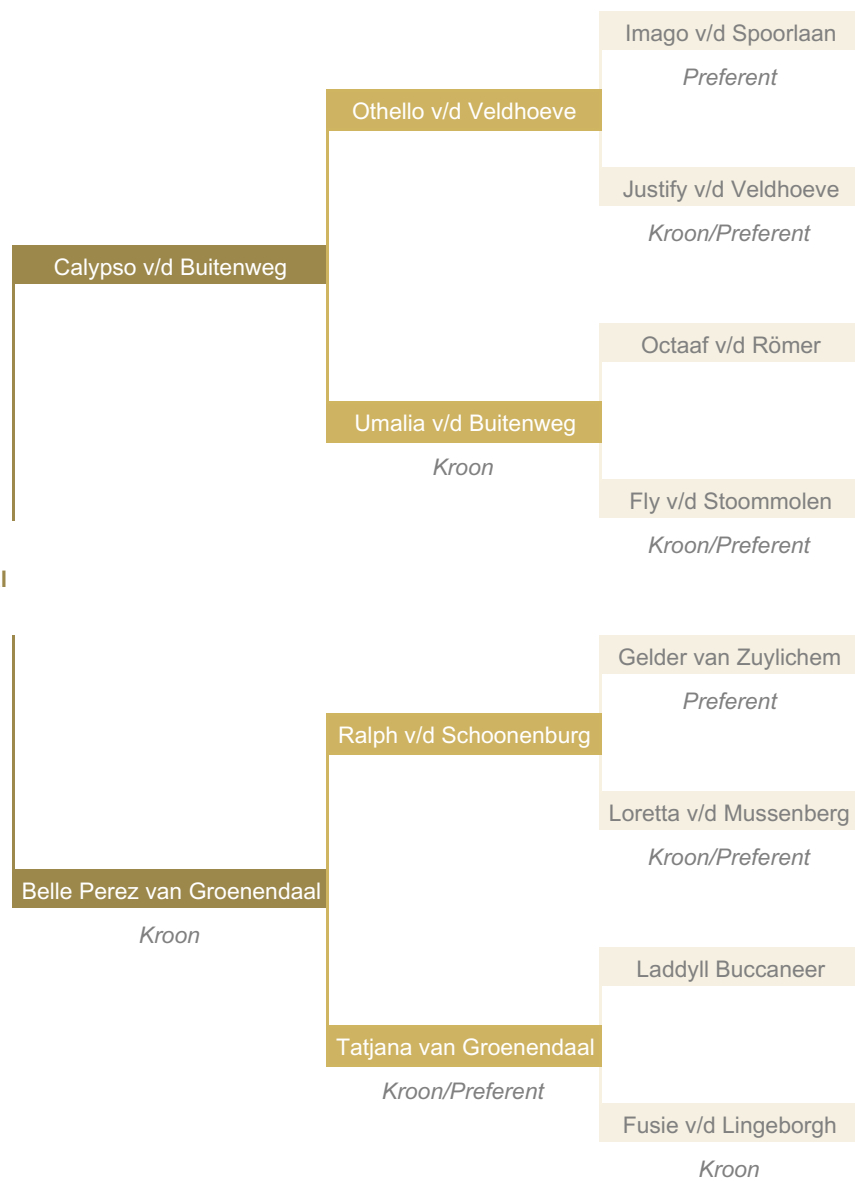 Imago v/d Spoorlaan
Preferent
Othello v/d Veldhoeve
Justify v/d Veldhoeve
Kroon/Preferent
Calypso v/d Buitenweg
Octaaf v/d Römer
Umalia v/d Buitenweg
Kroon
Fly v/d Stoommolen
Kroon/Preferent
Gelder van Zuylichem
Preferent
Ralph v/d Schoonenburg
Loretta v/d Mussenberg
Kroon/Preferent
Belle Perez van Groenendaal
Kroon
Laddyll Buccaneer
Tatjana van Groenendaal
Kroon/Preferent
Fusie v/d Lingeborgh
Kroon